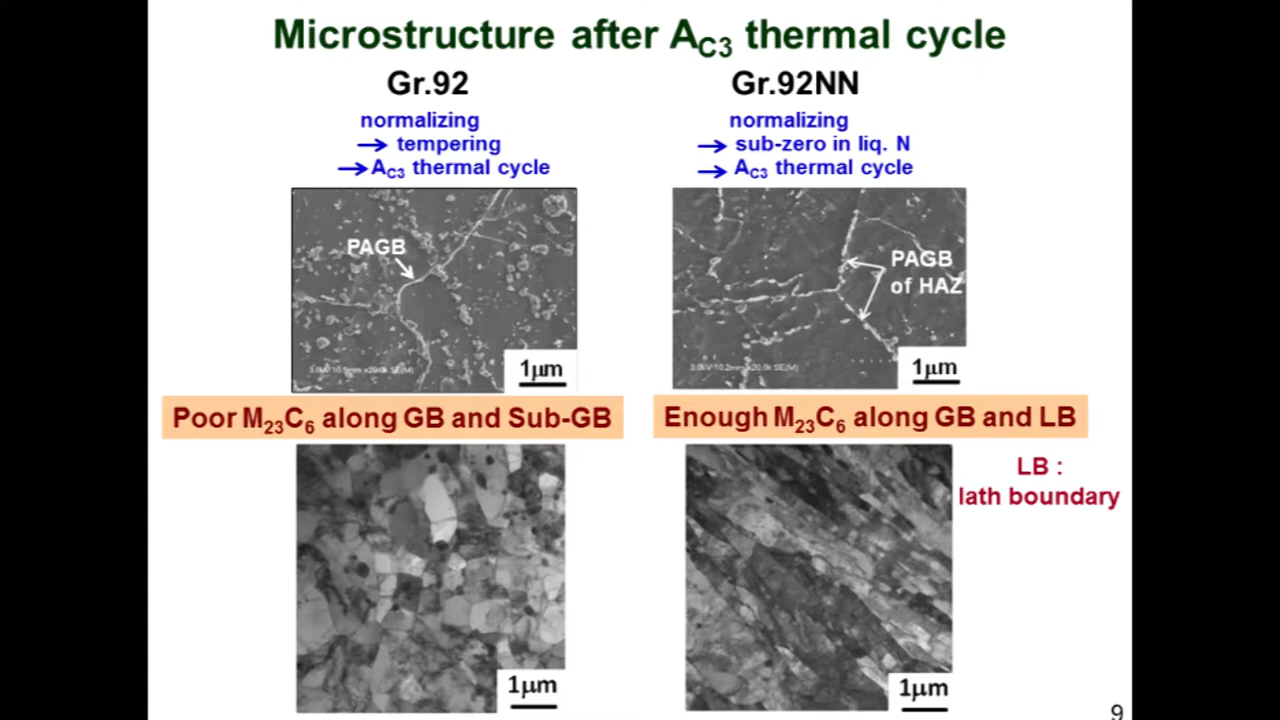 Microstructure after AC3 thermal cycle
Gr.92
normalizing
→ tempering
→ AC3 thermal cycle
Gr.92NN
normalizing
→ sub-zero in liq. N
→ AC3 thermal cycle
PAGB
1μm
PAGB
of HAZ
1μm
Poor M23C6 along GB and Sub-GB
Enough M23C6 along GB and LB
LB :
lath boundary
1μm
1μm
9